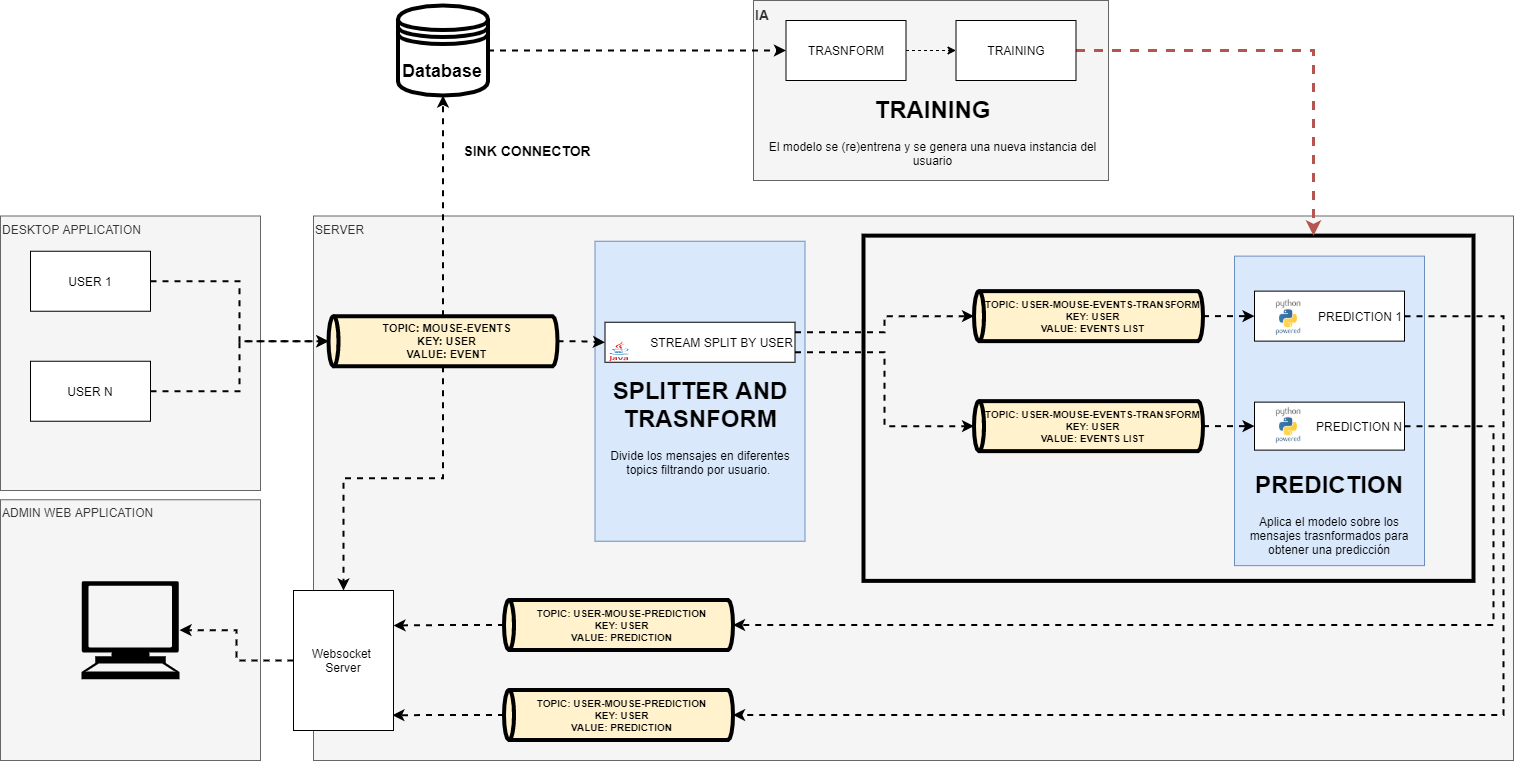 Database
SINK CONNECTOR
IA
TRASNFORM
TRAINING
TRAINING
El modelo se (re)entrena y se genera una nueva instancia del
usuario
DESKTOP APPLICATION
USER 1
USER N
ADMIN WEB APPLICATION
SERVER
TOPIC: MOUSE-EVENTS
KEY: USER
VALUE: EVENT
Java
STREAM SPLIT BY USER
SPLITTER AND
TRASNFORM
Divide los mensajes en diferentes
topics filtrando por usuario.
TOPIC: USER-MOUSE-EVENTS-TRANSFORM
KEY: USER
VALUE: EVENTS LIST
python
powered
PREDICTION 1
TOPIC: USER-MOUSE-EVENTS-TRANSFORM
KEY: USER
VALUE: EVENTS LIST
python
powered
PREDICTION N
PREDICTION
Aplica el modelo sobre los
mensajes trasnformados para
obtener una predicción
Websocket
Server
TOPIC: USER-MOUSE-PREDICTION
KEY: USER
VALUE: PREDICTION
TOPIC: USER-MOUSE-PREDICTION
KEY: USER
VALUE: PREDICTION